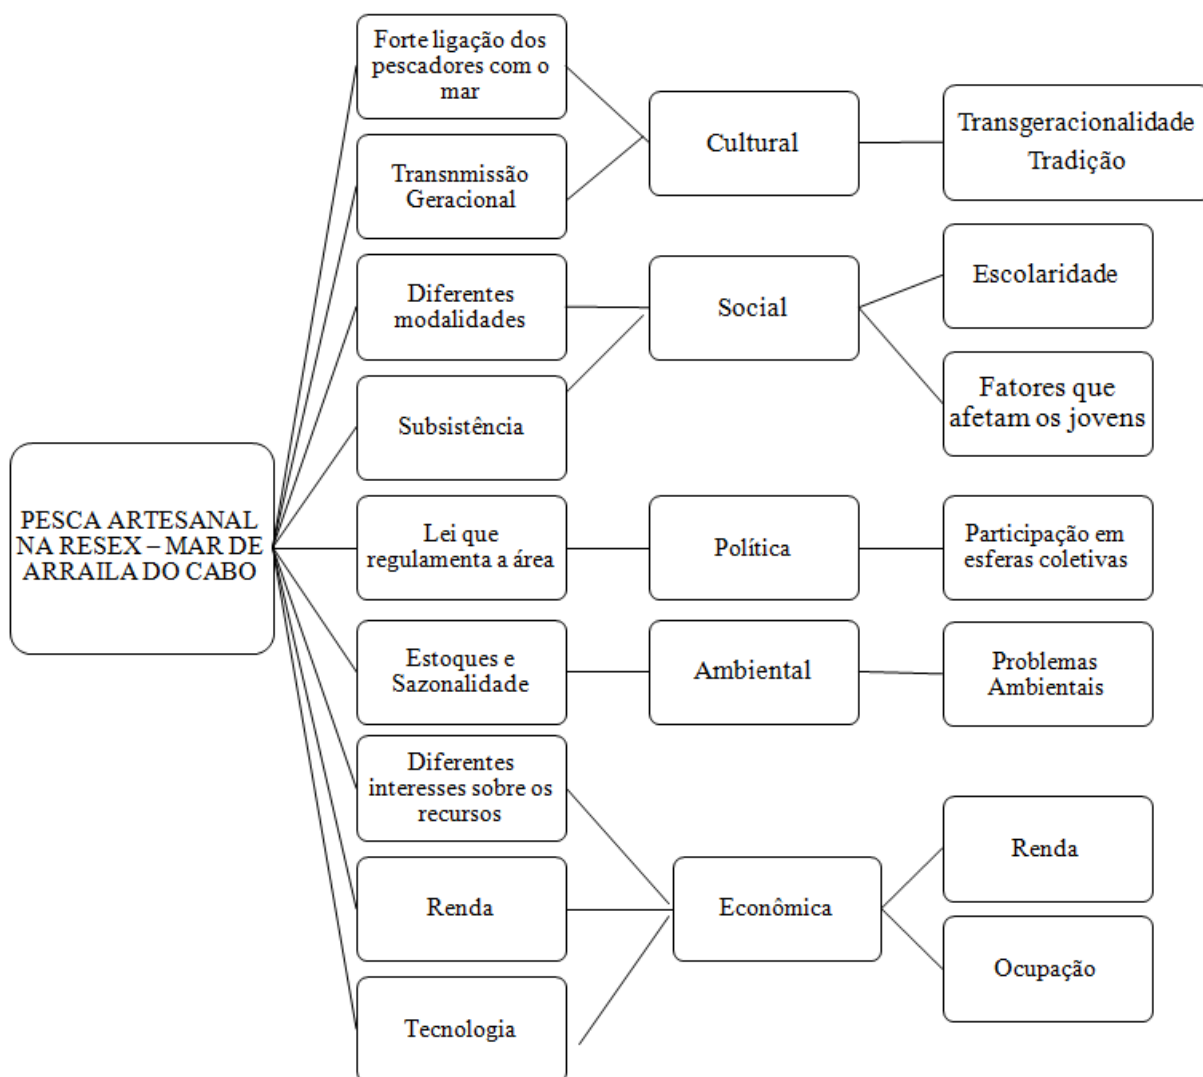 Forte ligação dos
pescadores com o
mar
Transnmissão
Geracional
Diferentes
modalidades
Subsistência
Lei que
regulamenta a área
Estoques e
Sazonalidade
Diferentes
interesses sobre os
recursos
Renda
Tecnologia
PESCA ARTESANAL
NA RESEX – MAR DE
ARRAILA DO CABO
Cultural
Social
Política
Ambiental
Econômica
Transgeracionalidade
Tradição
Escolaridade
Fatores que
afetam os jovens
Participação em
esferas coletivas
Problemas
Ambientais
Renda
Ocupação